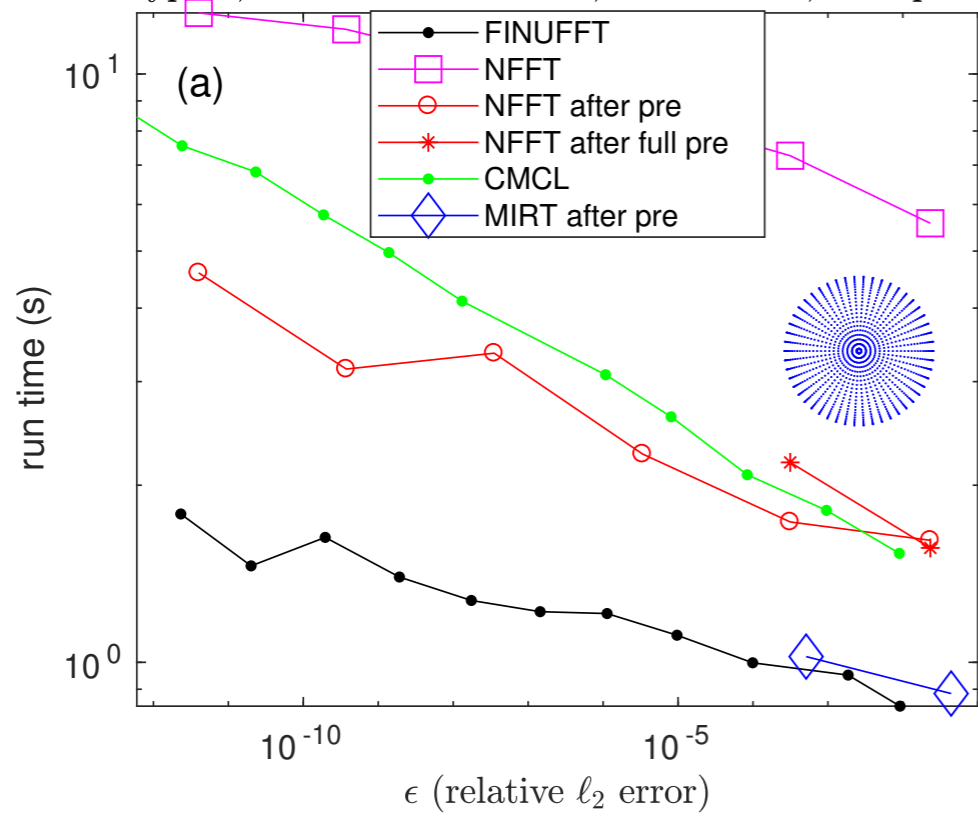 (a)
FINUFFT
NFFT
NFFT after pre
NFFT after full pre
CMCL
MIRT after pre
10^1
10^0
run time (s)
10^-10
10^-5
ϵ (relative ℓ_2 error)